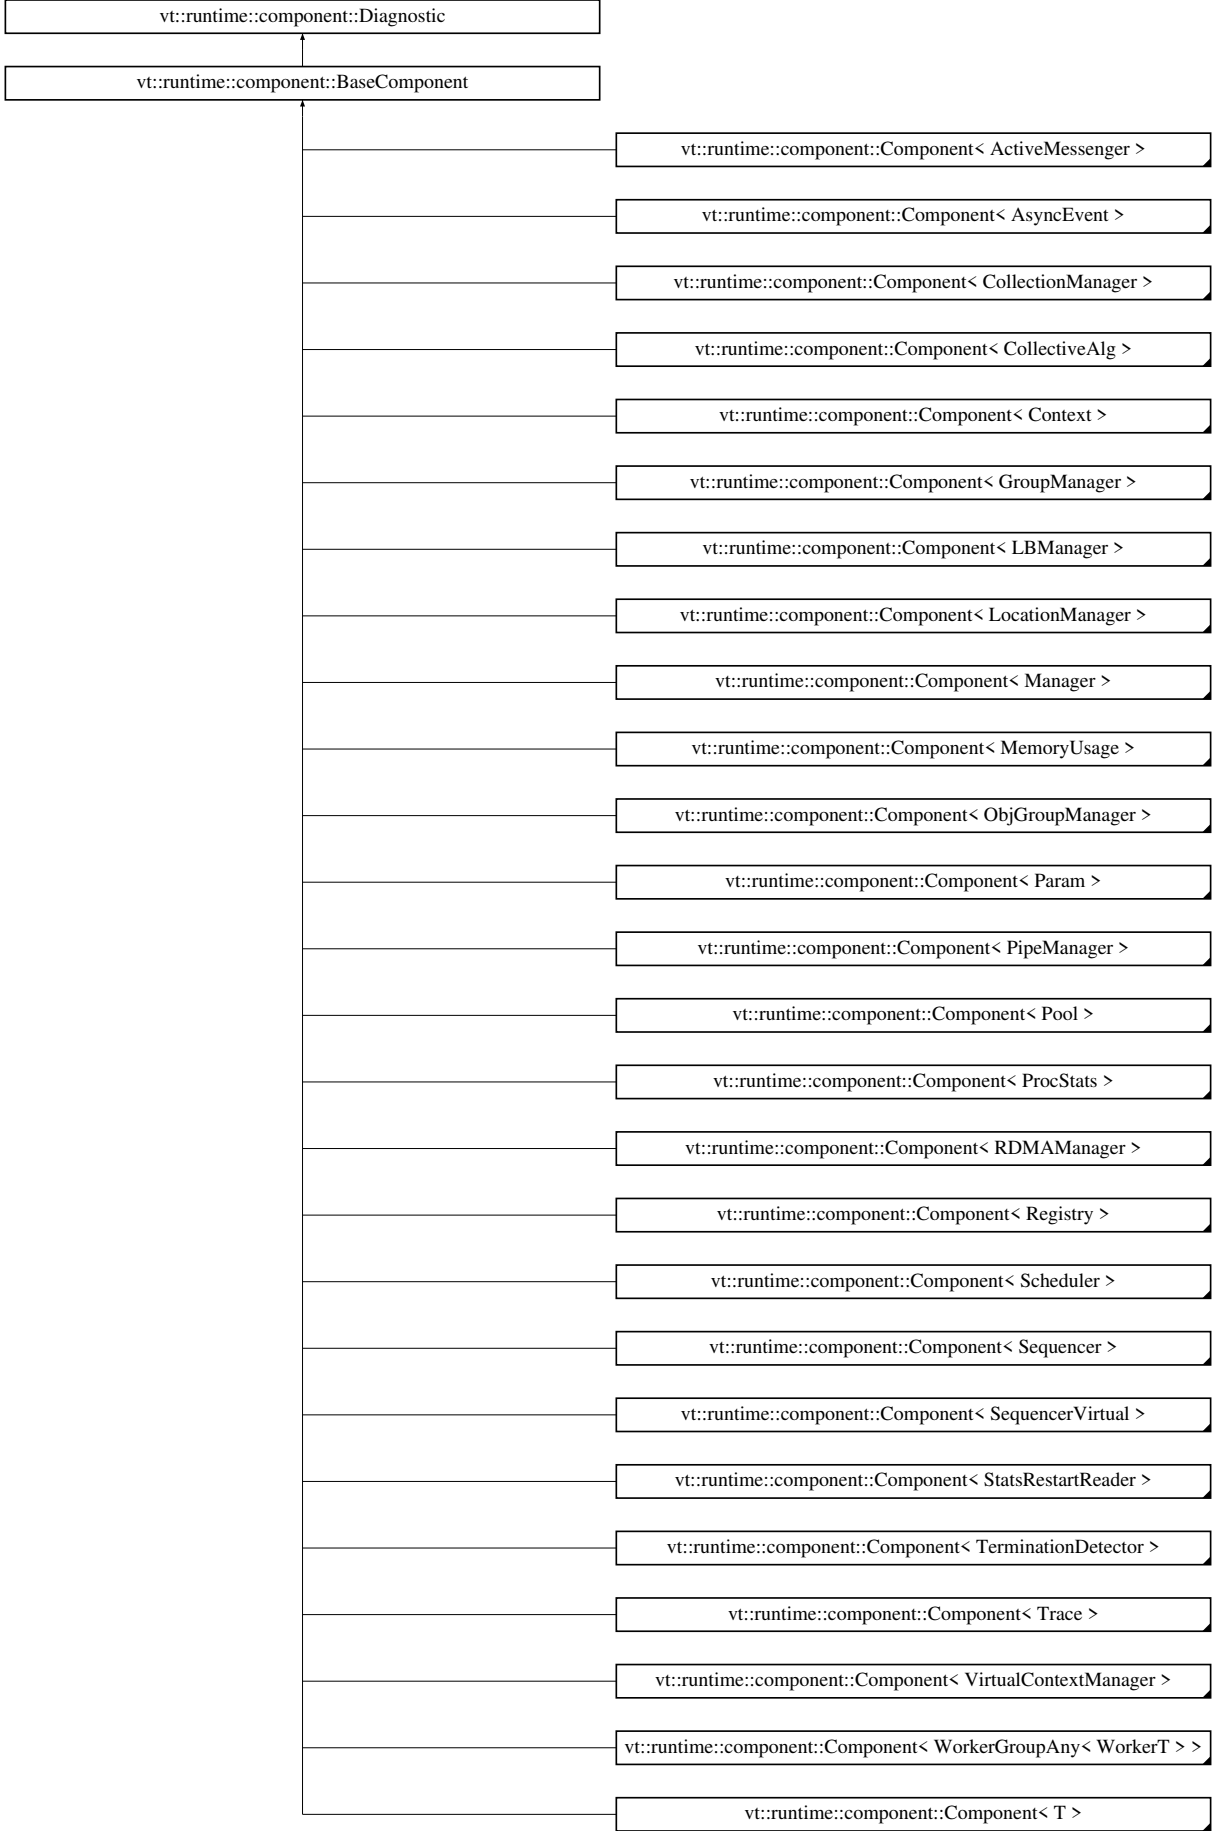 vt::runtime::component::Diagnostic
vt::runtime::component::BaseComponent
vt::runtime::component::Component< ActiveMessenger >
vt::runtime::component::Component< AsyncEvent >
vt::runtime::component::Component< CollectionManager >
vt::runtime::component::Component< CollectiveAlg >
vt::runtime::component::Component< Context >
vt::runtime::component::Component< GroupManager >
vt::runtime::component::Component< LBManager >
vt::runtime::component::Component< LocationManager >
vt::runtime::component::Component< Manager >
vt::runtime::component::Component< MemoryUsage >
vt::runtime::component::Component< ObjGroupManager >
vt::runtime::component::Component< Param >
vt::runtime::component::Component< PipeManager >
vt::runtime::component::Component< Pool >
vt::runtime::component::Component< ProcStats >
vt::runtime::component::Component< RDMAManager >
vt::runtime::component::Component< Registry >
vt::runtime::component::Component< Scheduler >
vt::runtime::component::Component< Sequencer >
vt::runtime::component::Component< SequencerVirtual >
vt::runtime::component::Component< StatsRestartReader >
vt::runtime::component::Component< TerminationDetector >
vt::runtime::component::Component< Trace >
vt::runtime::component::Component< VirtualContextManager >
vt::runtime::component::Component< WorkerGroupAny< WorkerT > >
vt::runtime::component::Component< T >